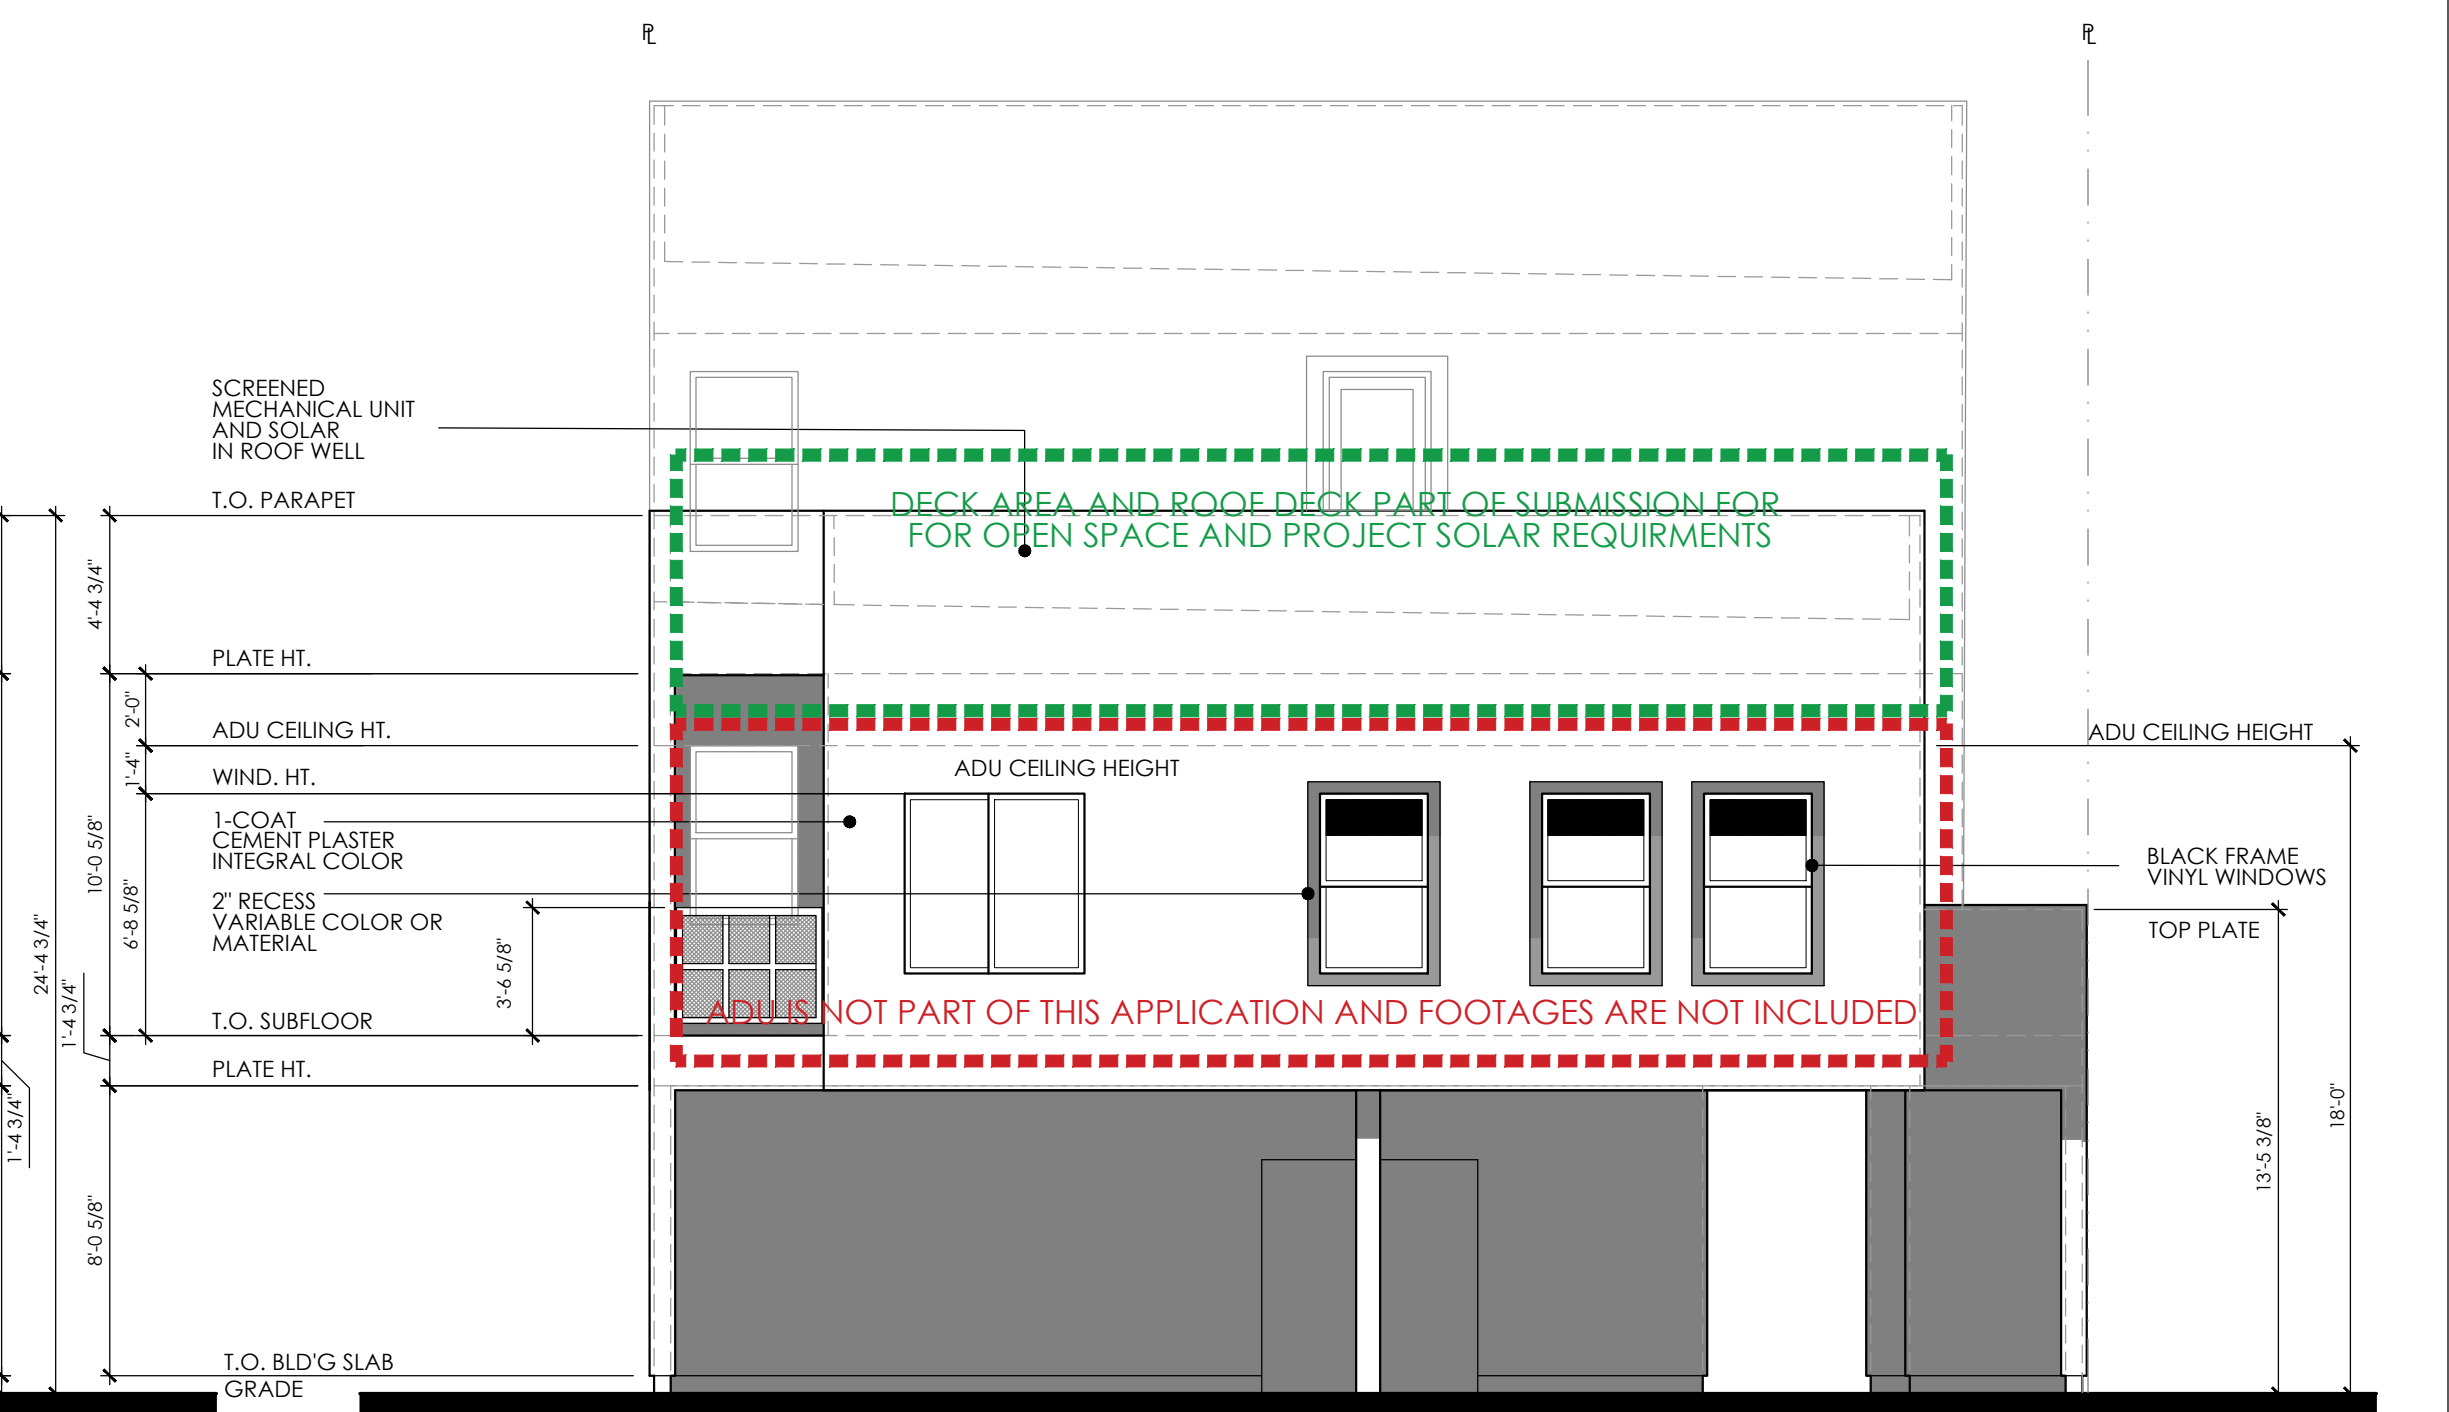 PL
PL
SCREENED
MECHANICAL UNIT
AND SOLAR
IN ROOF WELL
T.O. PARAPET
DECK AREA AND ROOF DECK PART OF SUBMISSION FOR
FOR OPEN SPACE AND PROJECT SOLAR REQUIRMENTS
4'-4 3/4"
PLATE HT.
2'-0"
ADU CEILING HT.
ADU CEILING HEIGHT
1'-4"
WIND. HT.
ADU CEILING HEIGHT
1-COAT
CEMENT PLASTER
INTEGRAL COLOR
10'-0 5/8"
6'-8 5/8"
BLACK FRAME
VINYL WINDOWS
2" RECESS
VARIABLE COLOR OR
MATERIAL
TOP PLATE
24'-4 3/4"
3'-6 5/8"
1'-4 3/4"
T.O. SUBFLOOR
ADU IS NOT PART OF THIS APPLICATION AND FOOTAGES ARE NOT INCLUDED
PLATE HT.
1'-4 3/4"
18'-0"
13'-5 3/8"
8'-0 5/8"
T.O. BLD'G SLAB
GRADE